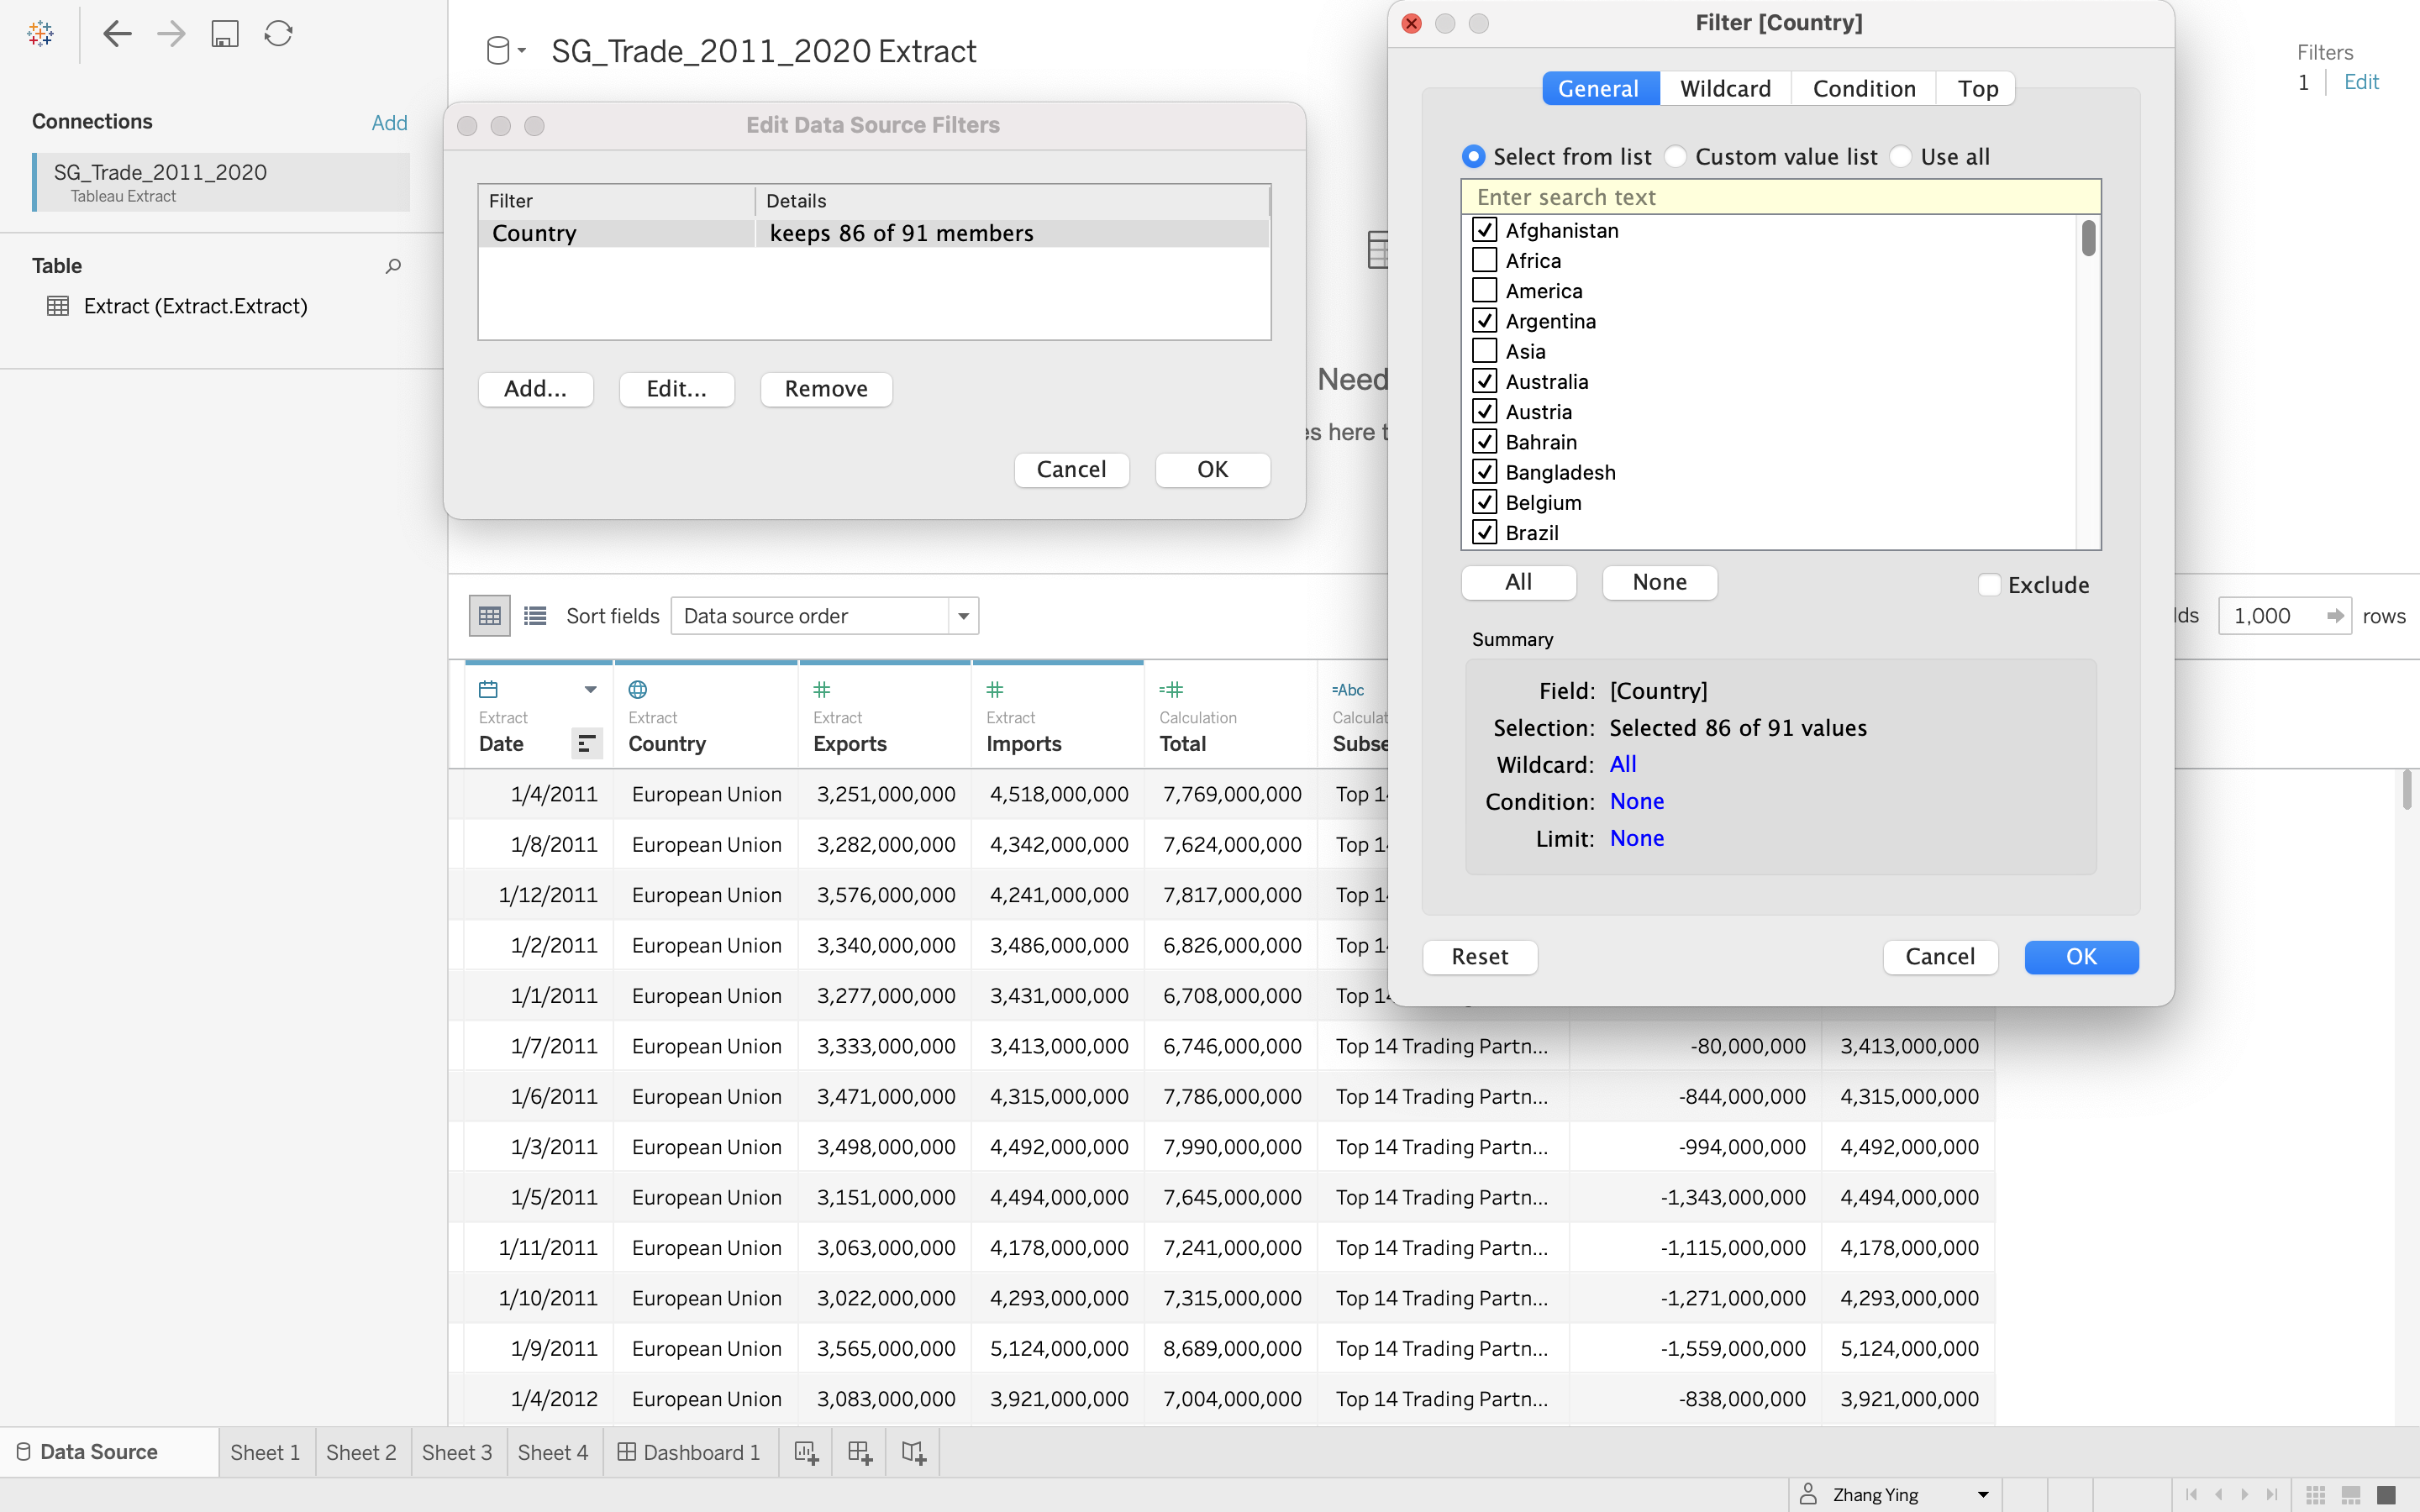 SG_Trade_2011_2020 Extract
Filters
1 Edit
Connections Add
SG_Trade_2011_2020
Tableau Extract
Table
Extract (Extract.Extract)
Edit Data Source Filters
Filter Details
Country keeps 86 of 91 members
Add... Edit... Remove
Cancel OK
Need
es here t
Filter [Country]
General Wildcard Condition Top
Select from list Custom value list Use all
Enter search text
Afghanistan
Africa
America
Argentina
Asia
Australia
Austria
Bahrain
Bangladesh
Belgium
Brazil
All None Exclude
Summary
Field: [Country]
Selection: Selected 86 of 91 values
Wildcard: All
Condition: None
Limit: None
Reset Cancel OK
Sort fields Data source order
lds 1,000 rows
=Abc
Extract Extract Extract Extract Calculation Calculat
Date Country Exports Imports Total Subse
1/4/2011 European Union 3,251,000,000 4,518,000,000 7,769,000,000 Top 14
1/8/2011 European Union 3,282,000,000 4,342,000,000 7,624,000,000 Top 14
1/12/2011 European Union 3,576,000,000 4,241,000,000 7,817,000,000 Top 14
1/2/2011 European Union 3,340,000,000 3,486,000,000 6,826,000,000 Top 14
1/1/2011 European Union 3,277,000,000 3,431,000,000 6,708,000,000 Top 14
1/7/2011 European Union 3,333,000,000 3,413,000,000 6,746,000,000 Top 14 Trading Partn... -80,000,000 3,413,000,000
1/6/2011 European Union 3,471,000,000 4,315,000,000 7,786,000,000 Top 14 Trading Partn... -844,000,000 4,315,000,000
1/3/2011 European Union 3,498,000,000 4,492,000,000 7,990,000,000 Top 14 Trading Partn... -994,000,000 4,492,000,000
1/5/2011 European Union 3,151,000,000 4,494,000,000 7,645,000,000 Top 14 Trading Partn... -1,343,000,000 4,494,000,000
1/11/2011 European Union 3,063,000,000 4,178,000,000 7,241,000,000 Top 14 Trading Partn... -1,115,000,000 4,178,000,000
1/10/2011 European Union 3,022,000,000 4,293,000,000 7,315,000,000 Top 14 Trading Partn... -1,271,000,000 4,293,000,000
1/9/2011 European Union 3,565,000,000 5,124,000,000 8,689,000,000 Top 14 Trading Partn... -1,559,000,000 5,124,000,000
1/4/2012 European Union 3,083,000,000 3,921,000,000 7,004,000,000 Top 14 Trading Partn... -838,000,000 3,921,000,000
Data Source Sheet 1 Sheet 2 Sheet 3 Sheet 4 Dashboard 1
Zhang Ying